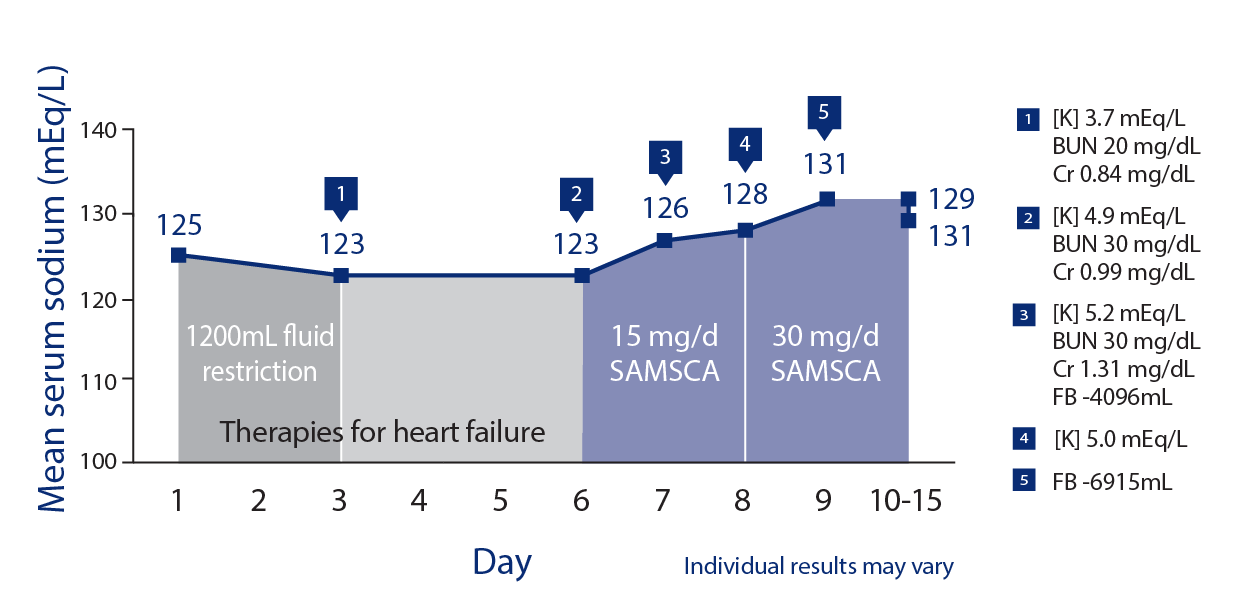 Mean serum sodium (mEq/L)
140
130
120
110
100
125
1
123
2
123
3
126
4
128
5
131
129
131
1200mL fluid
restriction
Therapies for heart failure
15 mg/d
SAMSCA
30 mg/d
SAMSCA
1 2 3 4 5 6 7 8 9 10-15
Day
Individual results may vary
1 [K] 3.7 mEq/L
BUN 20 mg/dL
Cr 0.84 mg/dL
2 [K] 4.9 mEq/L
BUN 30 mg/dL
Cr 0.99 mg/dL
3 [K] 5.2 mEq/L
BUN 30 mg/dL
Cr 1.31 mg/dL
FB -4096mL
4 [K] 5.0 mEq/L
5 FB -6915mL